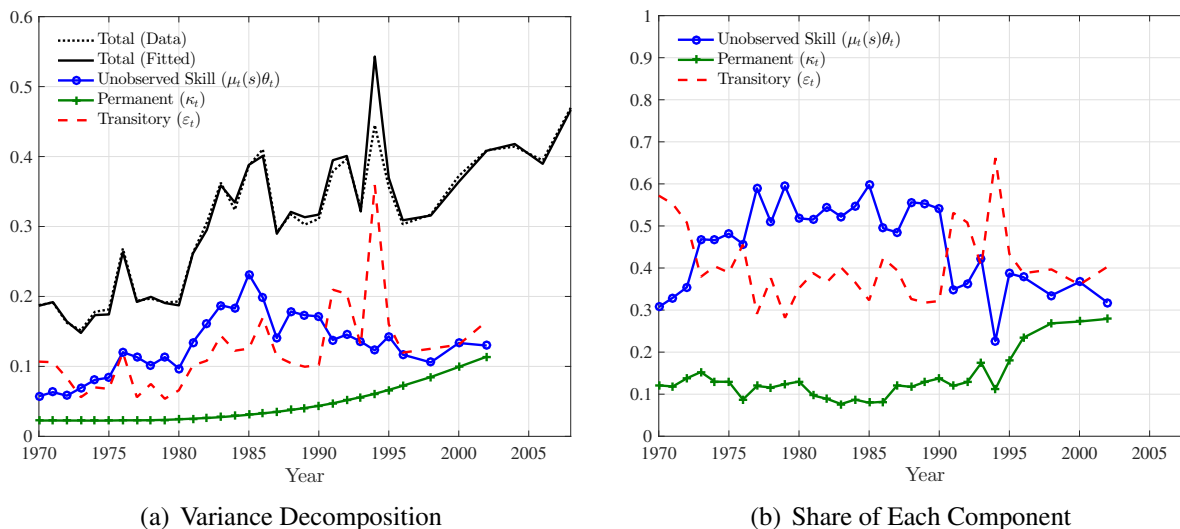 0.6
0.5
0.4
0.3
0.2
0.1
0
Total (Data)
Total (Fitted)
Unobserved Skill (μt(s)θt)
Permanent (κt)
Transitory (εt)
1970 1975 1980 1985 1990 1995 2000 2005
Year
(a) Variance Decomposition
1
0.9
0.8
0.7
0.6
0.5
0.4
0.3
0.2
0.1
0
Unobserved Skill (μt(s)θt)
Permanent (κt)
Transitory (εt)
1970 1975 1980 1985 1990 1995 2000 2005
Year
(b) Share of Each Component